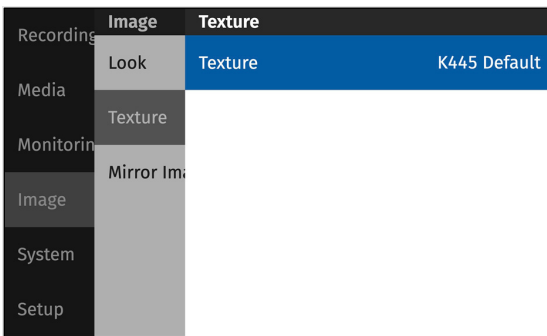 Recording
Media
Monitorin
Image
System
Setup
Image
Look
Texture
Mirror Ima
Texture
Texture K445 Default